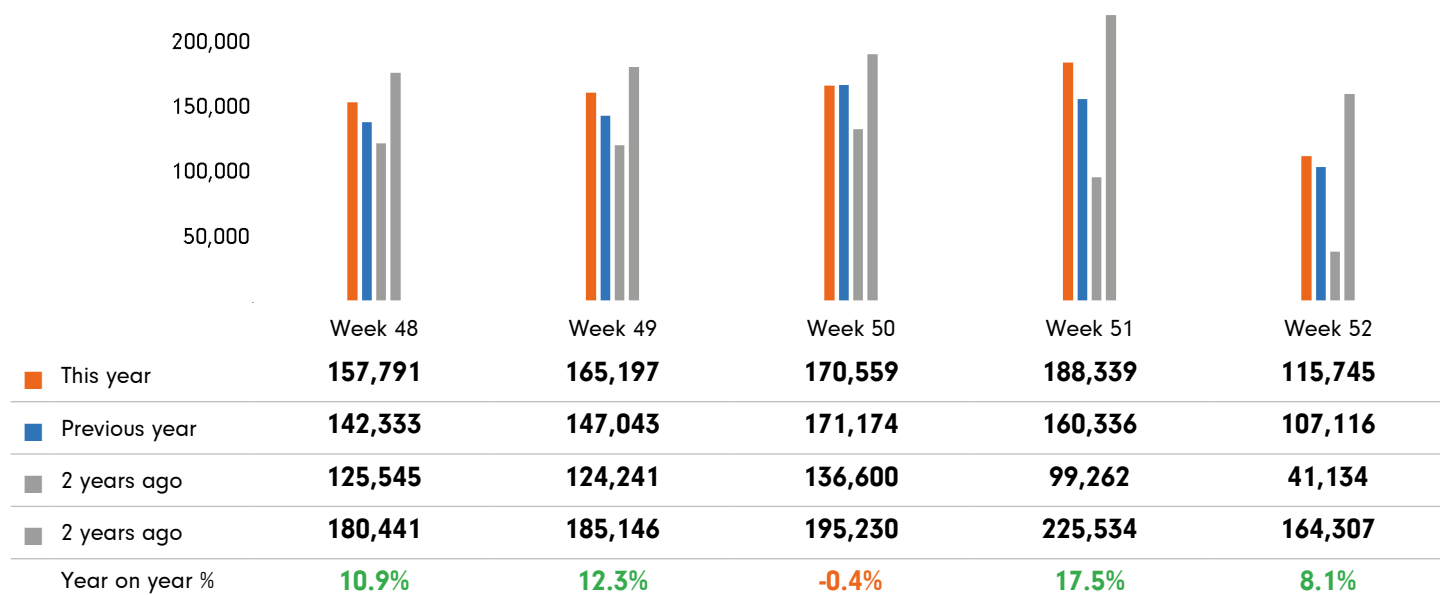 200,000
150,000
100,000
50,000
Week 48 Week 49 Week 50 Week 51 Week 52
This year 157,791 165,197 170,559 188,339 115,745
Previous year 142,333 147,043 171,174 160,336 107,116
2 years ago 125,545 124,241 136,600 99,262 41,134
2 years ago 180,441 185,146 195,230 225,534 164,307
Year on year % 10.9% 12.3% -0.4% 17.5% 8.1%